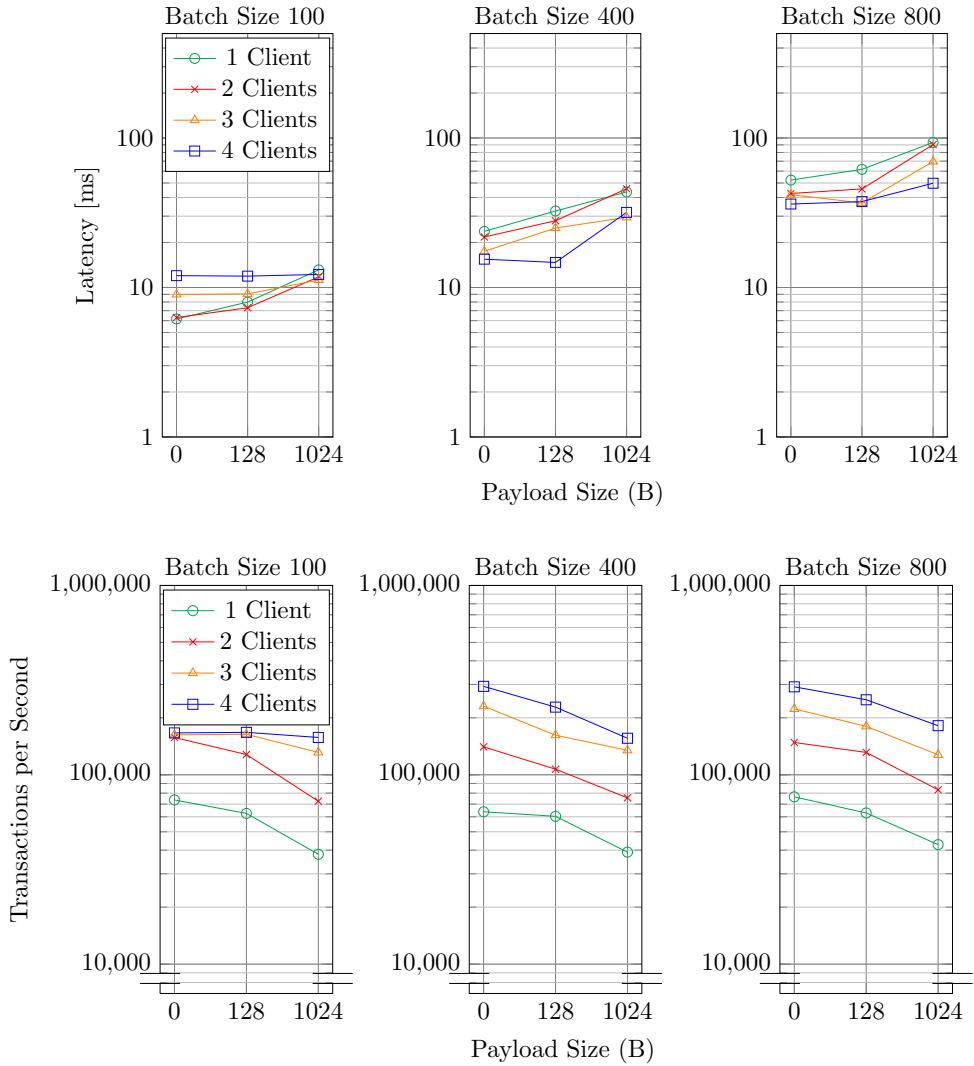 Batch Size 100
Batch Size 400
Batch Size 800
1 Client
2 Clients
3 Clients
4 Clients
Latency [ms]
100
10
1
0 128 1024
100
10
1
0 128 1024
100
10
1
0 128 1024
Payload Size (B)
Batch Size 100
Batch Size 400
Batch Size 800
1 Client
2 Clients
3 Clients
4 Clients
Transactions per Second
1,000,000
100,000
10,000
0 128 1024
1,000,000
100,000
10,000
0 128 1024
1,000,000
100,000
10,000
0 128 1024
Payload Size (B)